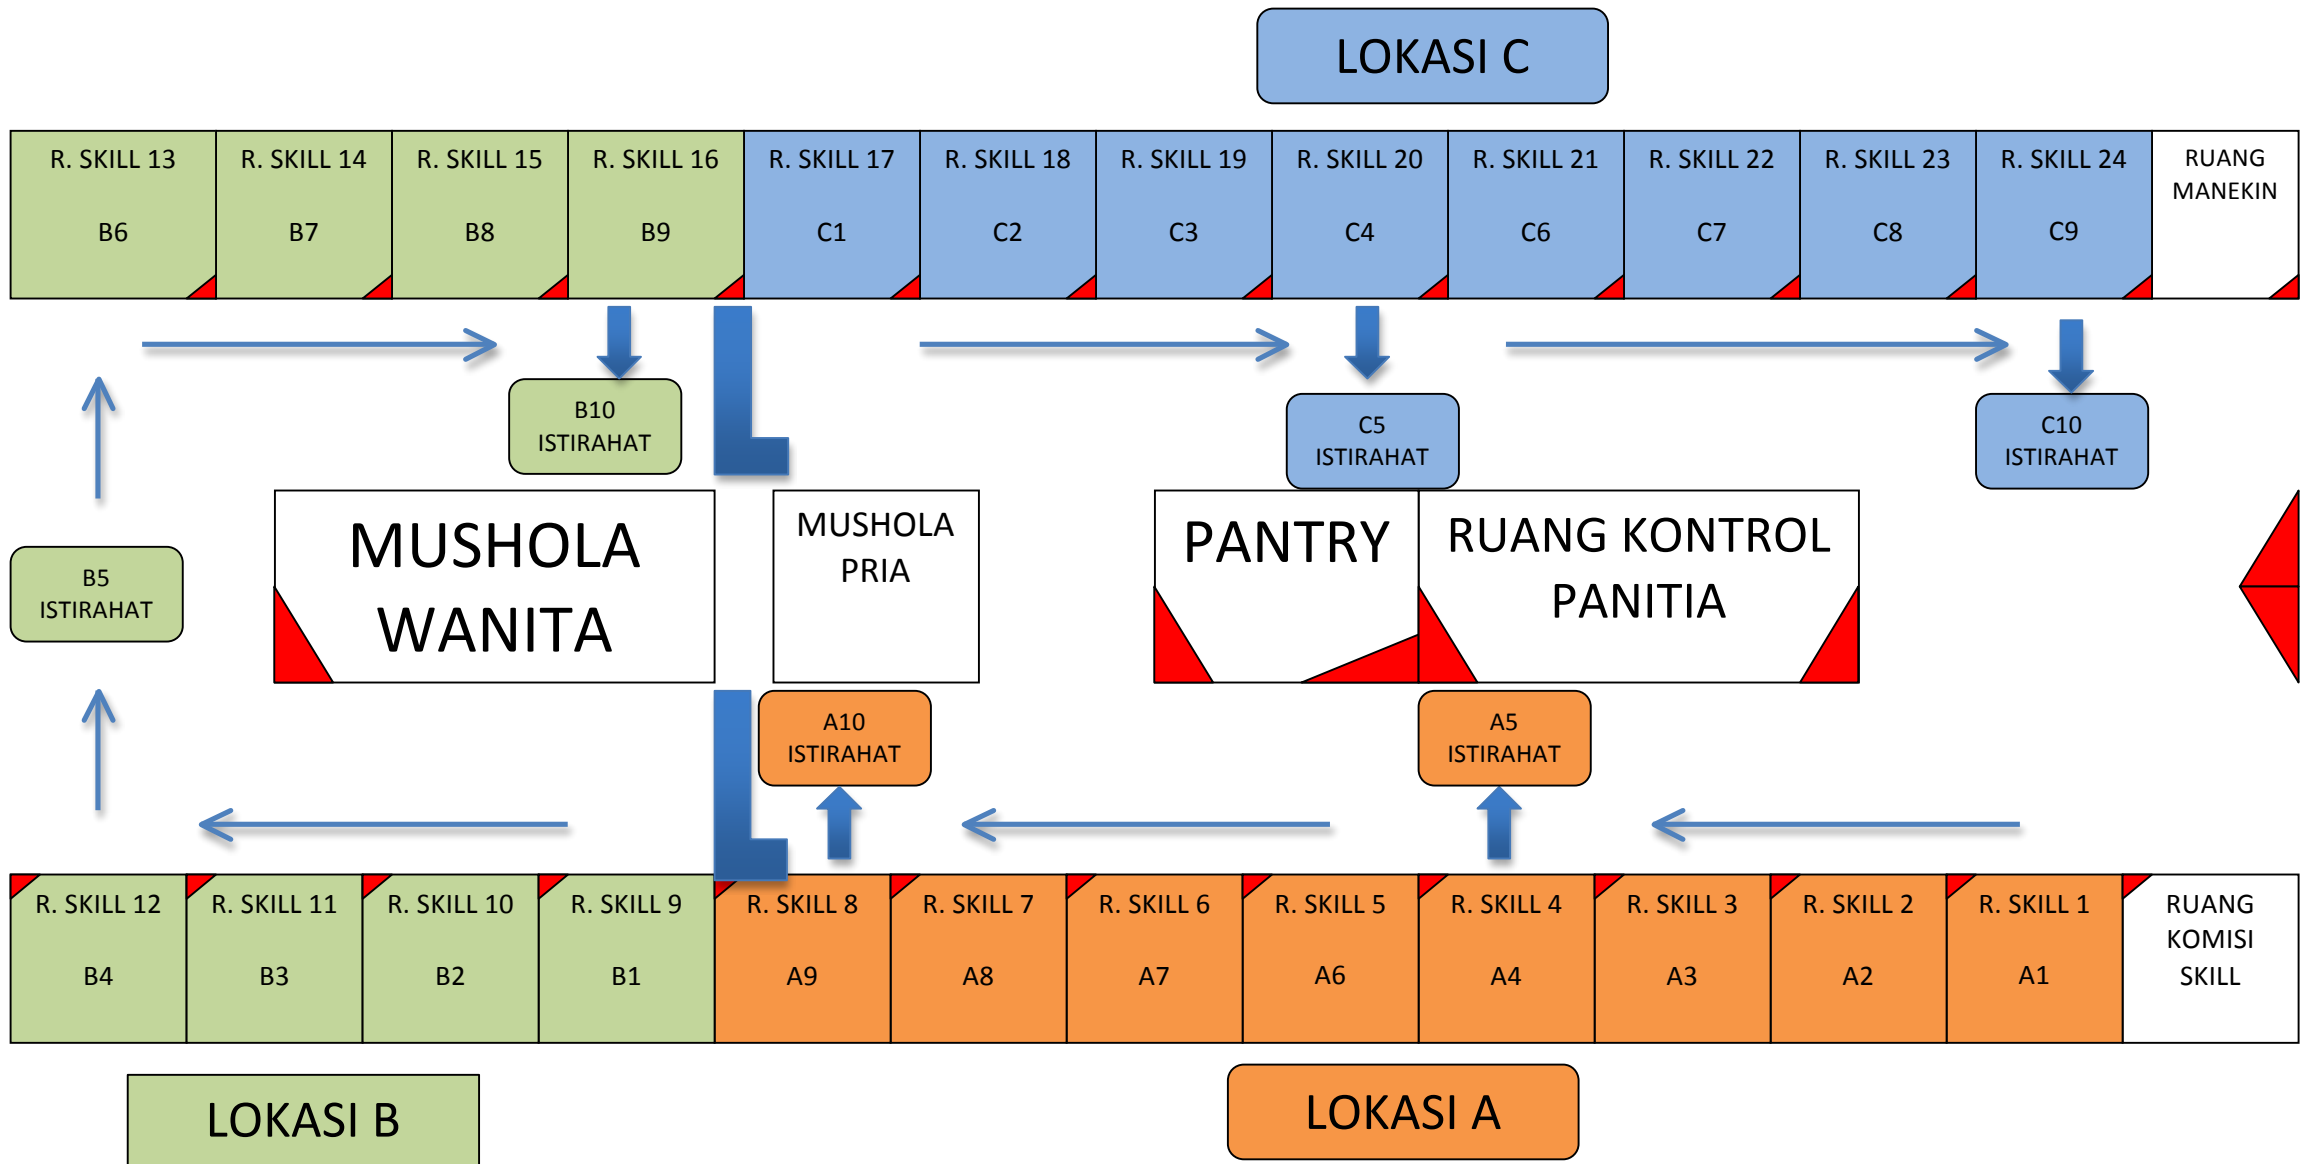 LOKASI C
R. SKILL 13
B6
R. SKILL 14
B7
R. SKILL 15
B8
R. SKILL 16
B9
R. SKILL 17
C1
R. SKILL 18
C2
R. SKILL 19
C3
R. SKILL 20
C4
R. SKILL 21
C6
R. SKILL 22
C7
R. SKILL 23
C8
R. SKILL 24
C9
RUANG
MANEKIN
B10
ISTIRAHAT
C5
ISTIRAHAT
C10
ISTIRAHAT
B5
ISTIRAHAT
MUSHOLA
WANITA
MUSHOLA
PRIA
PANTRY
RUANG KONTROL
PANITIA
A10
ISTIRAHAT
A5
ISTIRAHAT
R. SKILL 12
B4
R. SKILL 11
B3
R. SKILL 10
B2
R. SKILL 9
B1
R. SKILL 8
A9
R. SKILL 7
A8
R. SKILL 6
A7
R. SKILL 5
A6
R. SKILL 4
A4
R. SKILL 3
A3
R. SKILL 2
A2
R. SKILL 1
A1
RUANG
KOMISI
SKILL
LOKASI B
LOKASI A